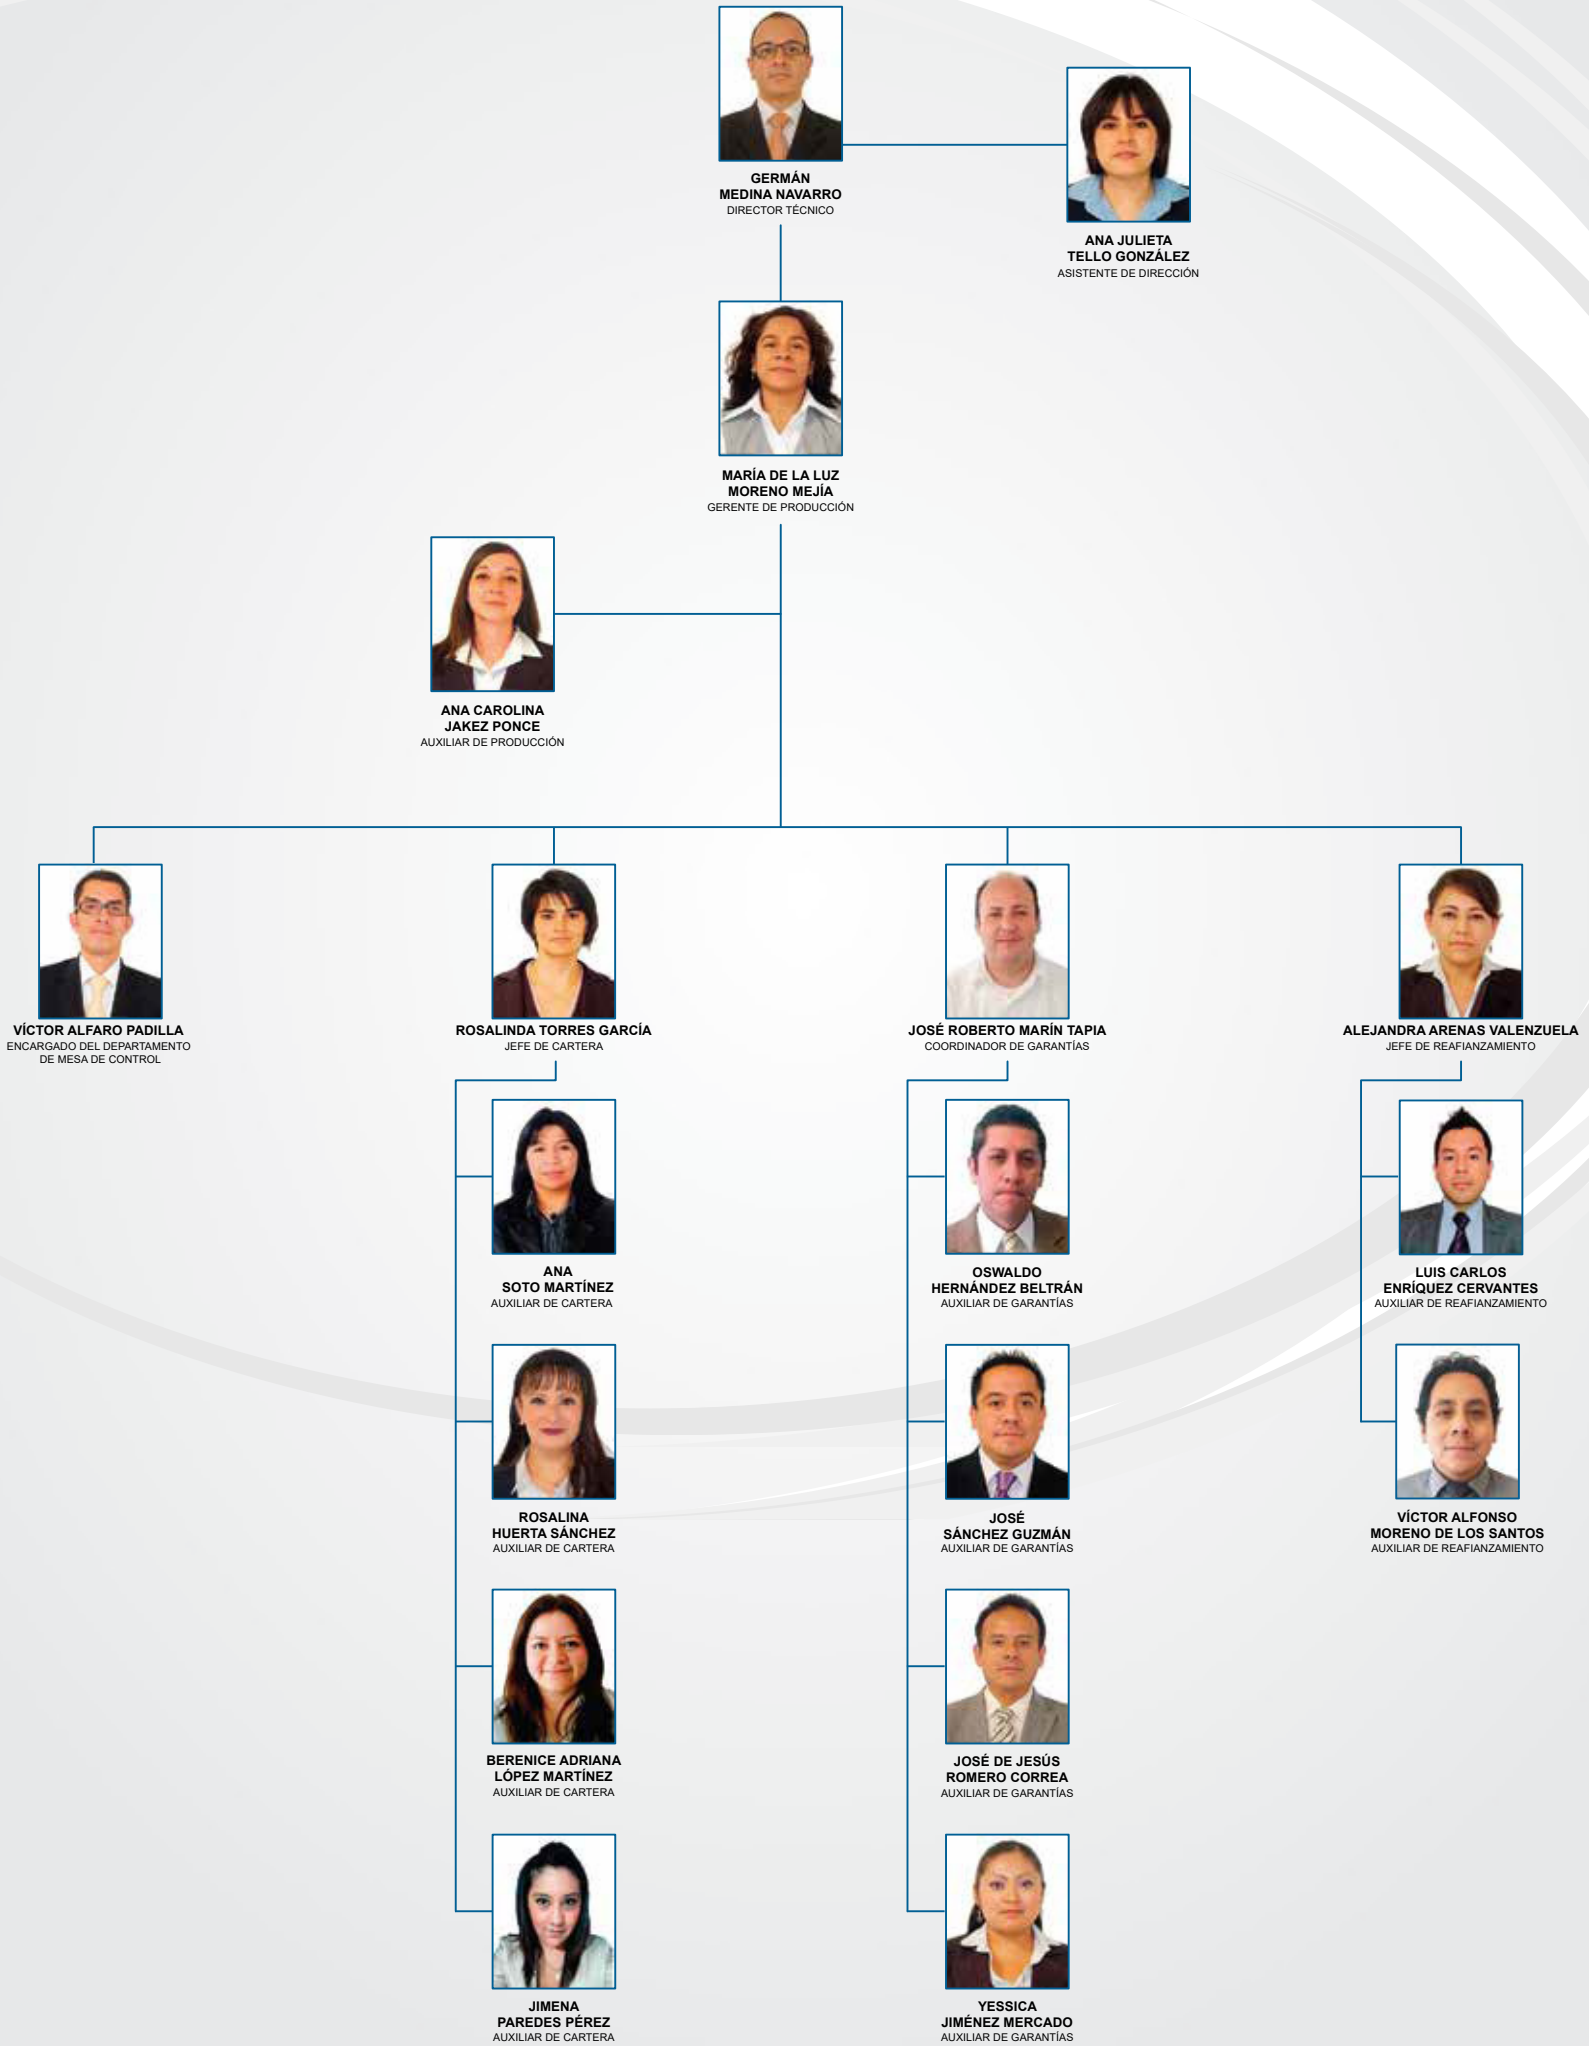 GERMÁN
MEDINA NAVARRO
DIRECTOR TÉCNICO
ANA JULIETA
TELLO GONZÁLEZ
ASISTENTE DE DIRECCIÓN
MARÍA DE LA LUZ
MORENO MEJÍA
GERENTE DE PRODUCCIÓN
ANA CAROLINA
JAKEZ PONCE
AUXILIAR DE PRODUCCIÓN
VÍCTOR ALFARO PADILLA
ENCARGADO DEL DEPARTAMENTO
DE MESA DE CONTROL
ROSALINDA TORRES GARCÍA
JEFE DE CARTERA
JOSÉ ROBERTO MARÍN TAPIA
COORDINADOR DE GARANTÍAS
ALEJANDRA ARENAS VALENZUELA
JEFE DE REAFIANZAMIENTO
ANA
SOTO MARTÍNEZ
AUXILIAR DE CARTERA
OSWALDO
HERNÁNDEZ BELTRÁN
AUXILIAR DE GARANTÍAS
LUIS CARLOS
ENRÍQUEZ CERVANTES
AUXILIAR DE REAFIANZAMIENTO
ROSALINA
HUERTA SÁNCHEZ
AUXILIAR DE CARTERA
JOSÉ
SÁNCHEZ GUZMÁN
AUXILIAR DE GARANTÍAS
VÍCTOR ALFONSO
MORENO DE LOS SANTOS
AUXILIAR DE REAFIANZAMIENTO
BERENICE ADRIANA
LÓPEZ MARTÍNEZ
AUXILIAR DE CARTERA
JOSÉ DE JESÚS
ROMERO CORREA
AUXILIAR DE GARANTÍAS
JIMENA
PAREDES PÉREZ
AUXILIAR DE CARTERA
YESSICA
JIMÉNEZ MERCADO
AUXILIAR DE GARANTÍAS